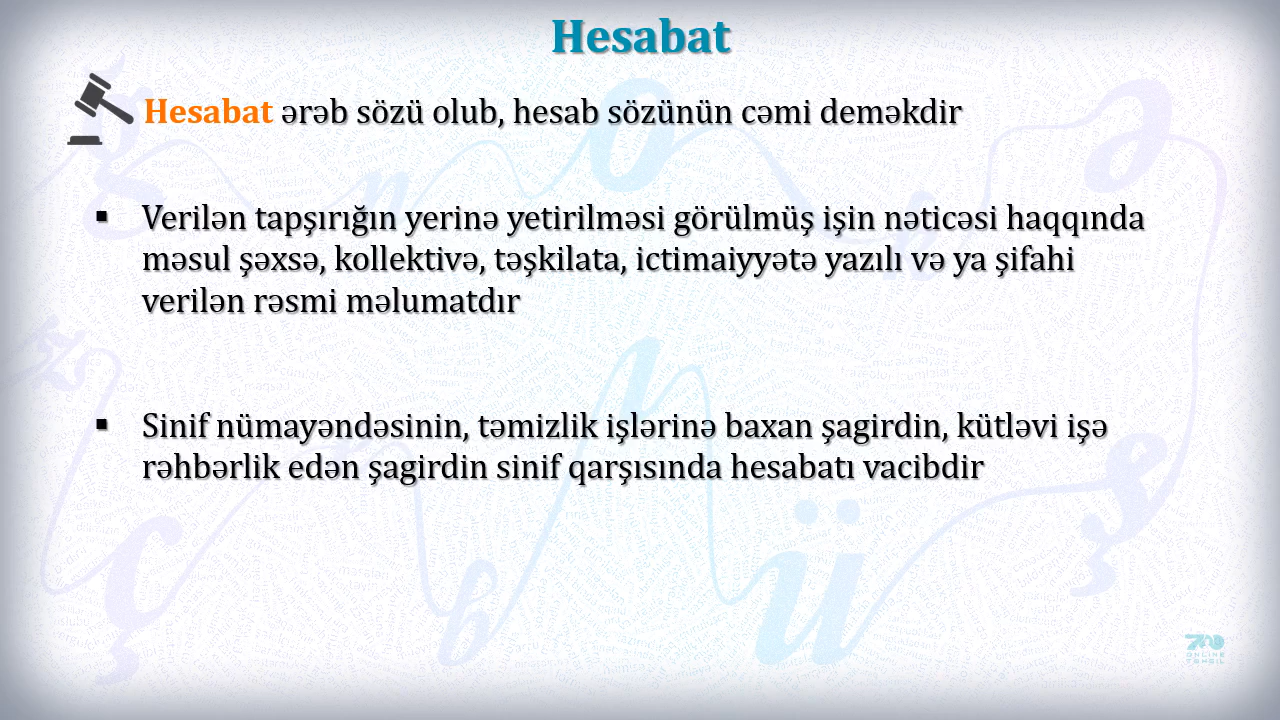 Hesabat
Hesabat ərəb sözü olub, hesab sözünün cəmi deməkdir
▪ Verilən tapşırığın yerinə yetirilməsi görülmüş işin nəticəsi haqqında
məsul şəxsə, kollektivə, təşkilata, ictimaiyyətə yazılı və ya şifahi
verilən rəsmi məlumatdır
▪ Sinif nümayəndəsinin, təmizlik işlərinə baxan şagirdin, kütləvi işə
rəhbərlik edən şagirdin sinif qarşısında hesabatı vacibdir
ONLINE